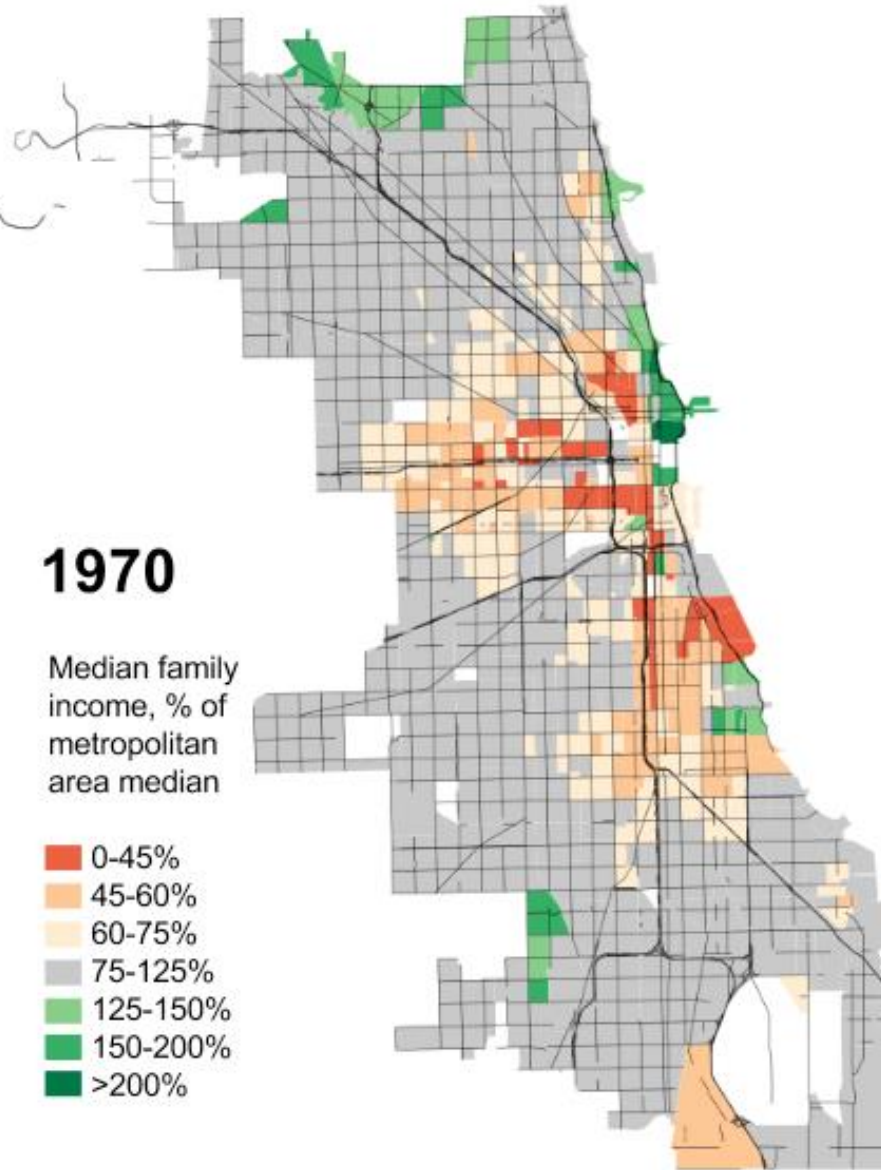 1970
Median family
income, % of
metropolitan
area median
0-45%
45-60%
60-75%
75-125%
125-150%
150-200%
>200%